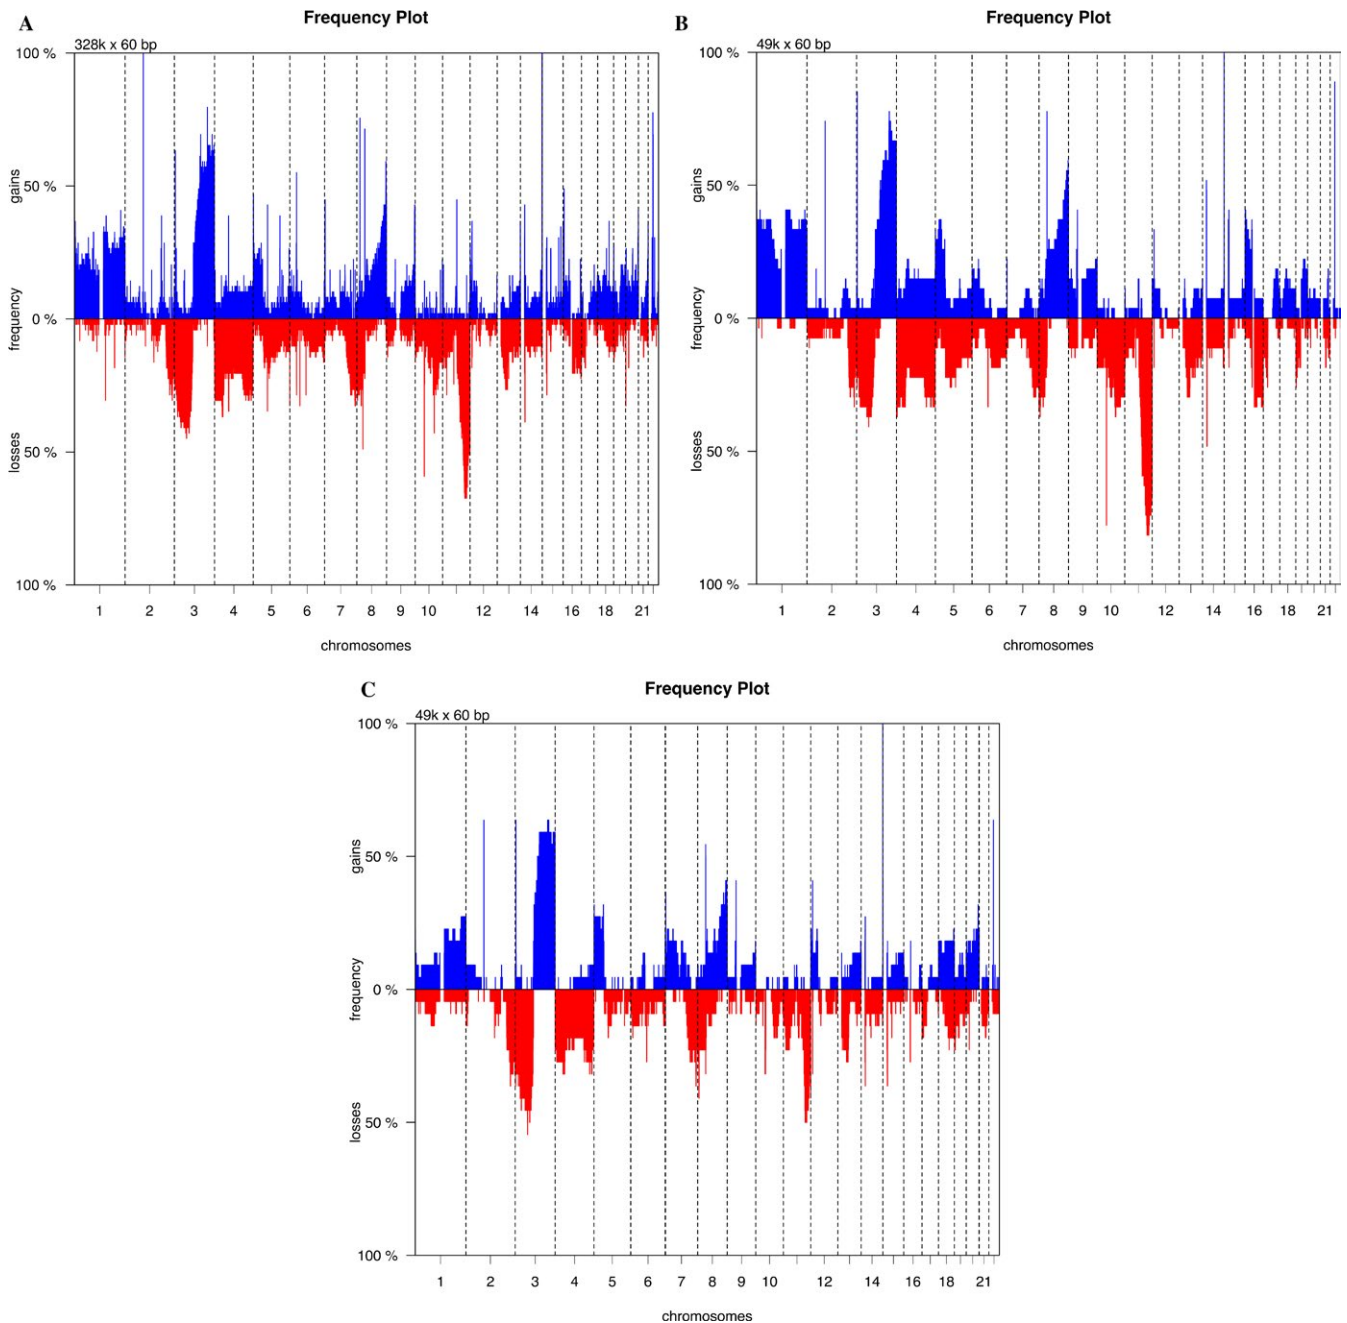 A
Frequency Plot
328k x 60 bp
100 %
50 %
0 %
50 %
100 %
gains
frequency
losses
1 2 3 4 5 6 7 8 9 10 12 14 16 18 21
chromosomes
B
Frequency Plot
49k x 60 bp
100 %
50 %
0 %
50 %
100 %
gains
frequency
losses
1 2 3 4 5 6 7 8 9 10 12 14 16 18 21
chromosomes
C
Frequency Plot
49k x 60 bp
100 %
50 %
0 %
50 %
100 %
gains
frequency
losses
1 2 3 4 5 6 7 8 9 10 12 14 16 18 21
chromosomes